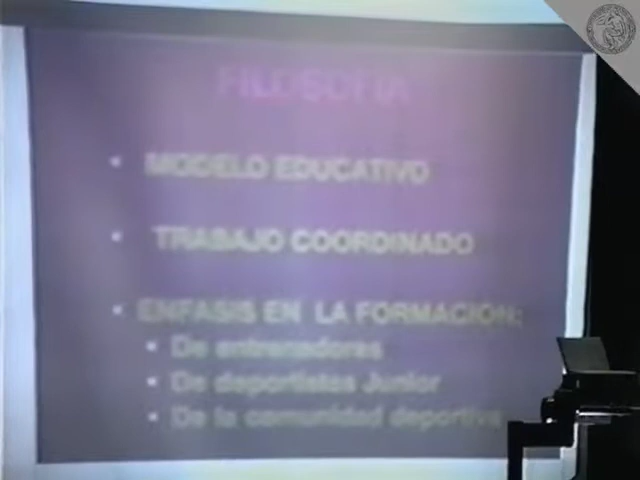 FILOSOFIA
• MODELO EDUCATIVO
• TRABAJO COORDINADO
• ENFASIS EN LA FORMACION:
• De entrenadores
• De deportistas Junior
• De la comunidad deportiva